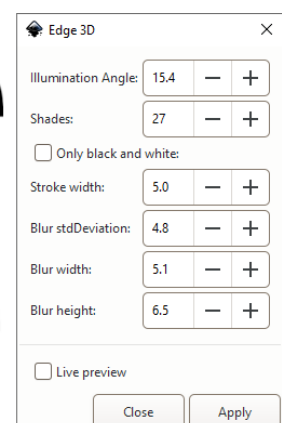 Edge 3D
Illumination Angle: 15.4
Shades: 27
Only black and white:
Stroke width: 5.0
Blur stdDeviation: 4.8
Blur width: 5.1
Blur height: 6.5
Live preview
Close Apply